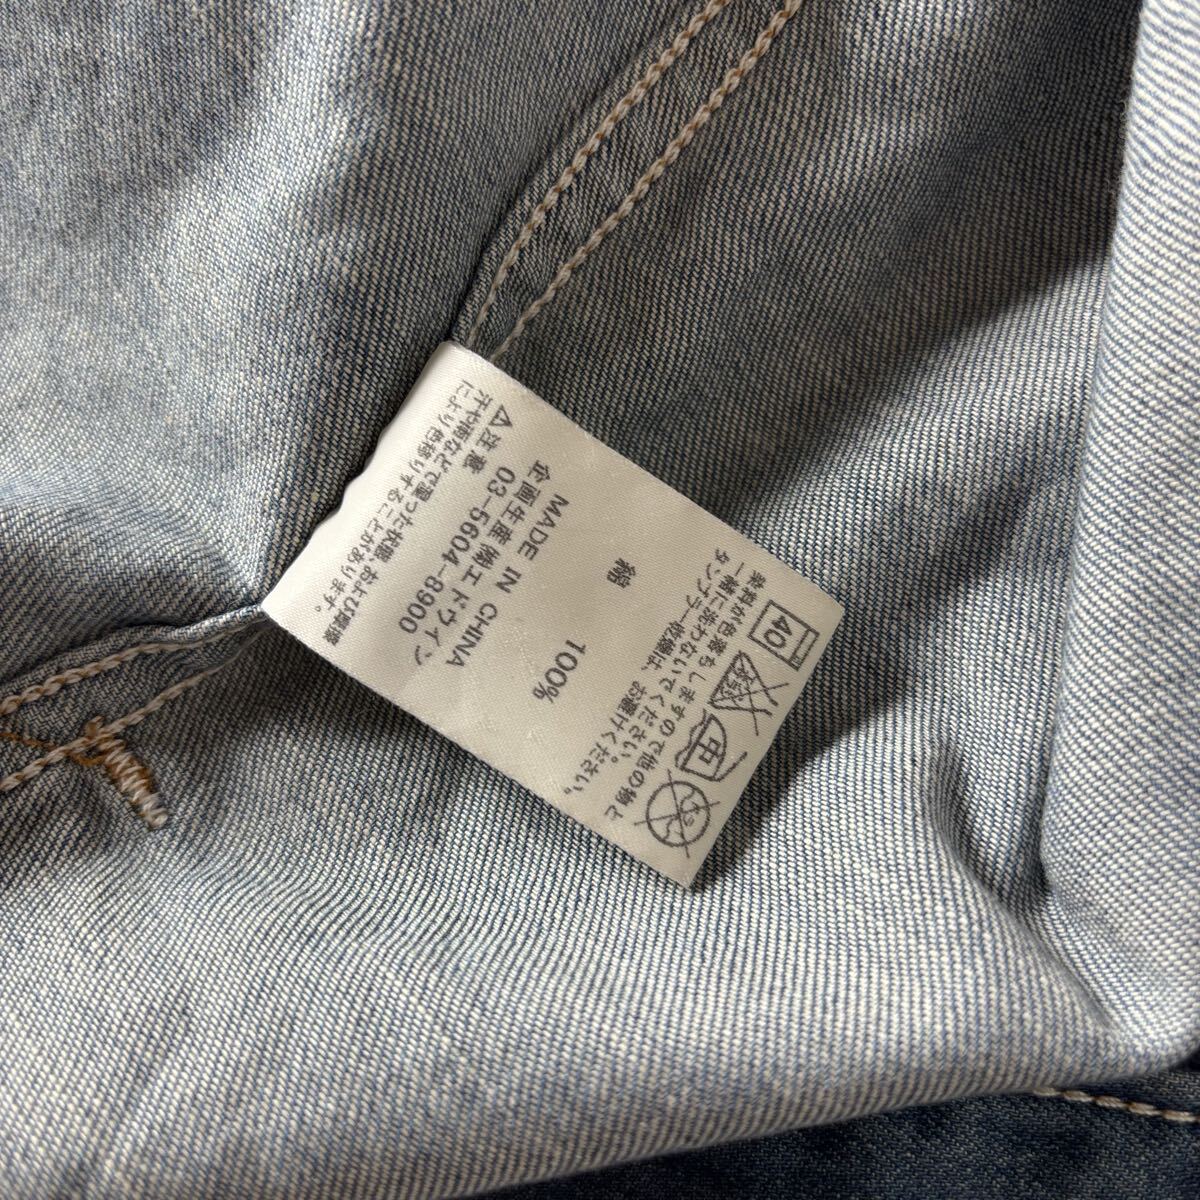 40
染料が色落ちしますので他の物と
一緒に洗わないでください。
タンブラー乾燥は、お避けください。
綿 100%
MADE IN CHINA
企画生産 ㈱エドウイン
03-5604-8900
⚠注意
汗や雨などで湿った状態、および摩擦
により色移りすることがあります。